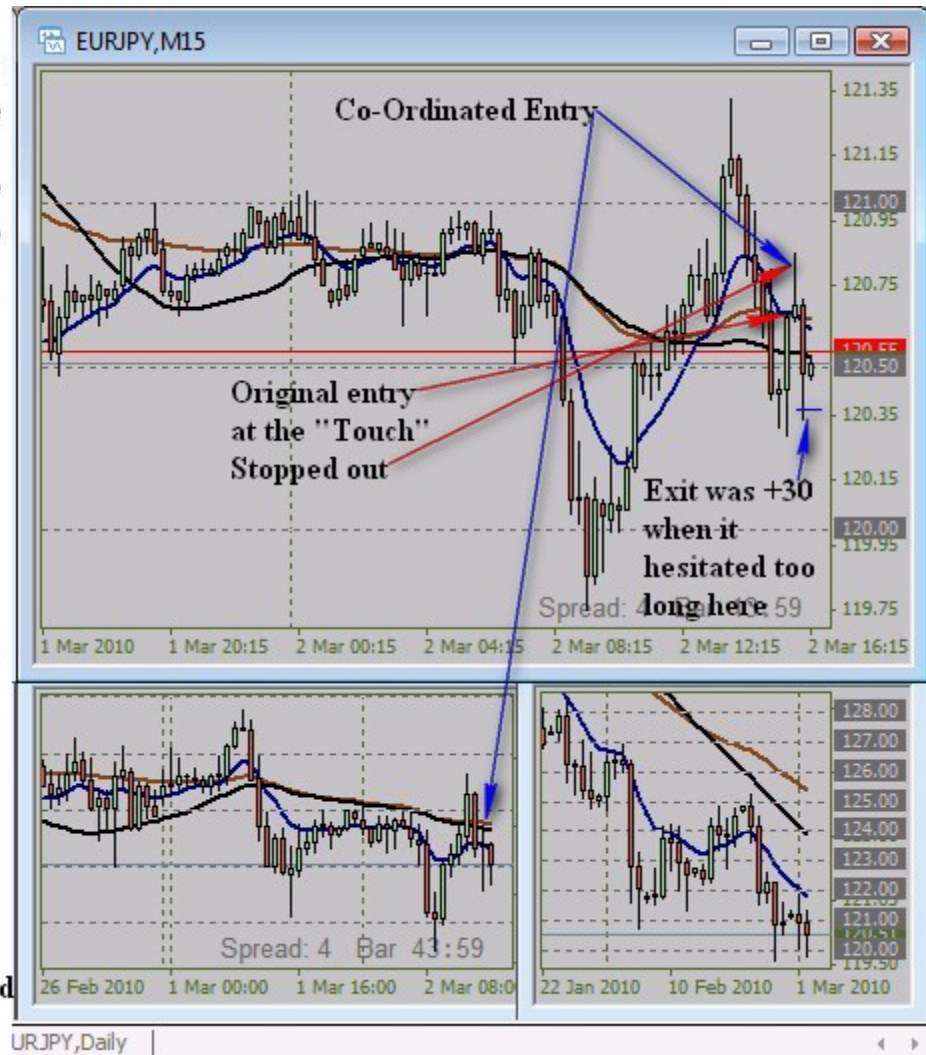 EURJPY,M15
Co-Ordinated Entry
121.35
121.15
121.00
120.95
120.75
120.55
120.50
120.35
120.15
120.00
119.95
119.75
Original entry
at the "Touch"
Stopped out
Exit was +30
when it
hesitated too
long here
Spread: 4 Bar 43:59
1 Mar 2010
1 Mar 20:15
2 Mar 00:15
2 Mar 04:15
2 Mar 08:15
2 Mar 12:15
2 Mar 16:15
Spread: 4 Bar 43:59
26 Feb 2010
1 Mar 00:00
1 Mar 16:00
2 Mar 08:0
128.00
127.00
126.00
125.00
124.00
123.00
122.00
121.00
120.51
120.00
119.50
22 Jan 2010
10 Feb 2010
1 Mar 2010
d
URJPY,Daily